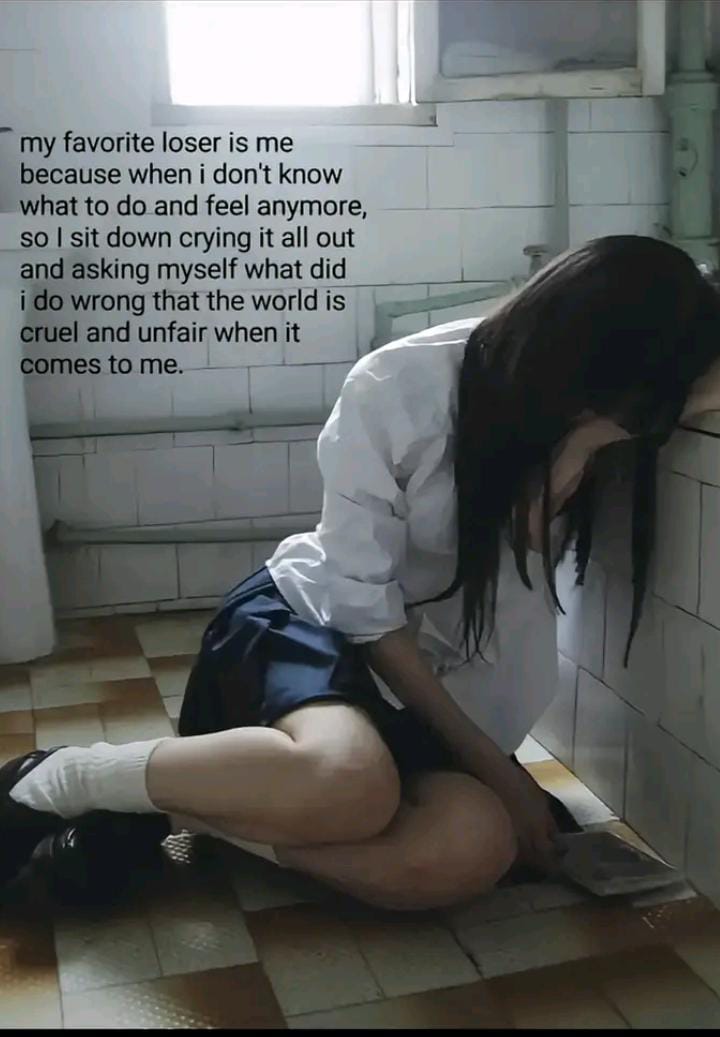 my favorite loser is me
because when i don't know
what to do and feel anymore,
so I sit down crying it all out
and asking myself what did
i do wrong that the world is
cruel and unfair when it
comes to me.